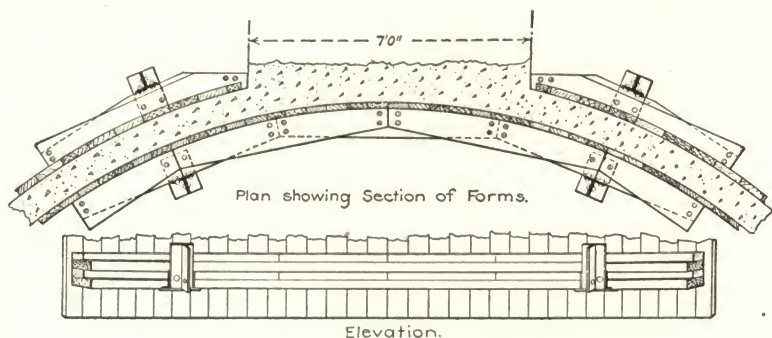 7'0"
Plan showing Section of Forms.
Elevation.